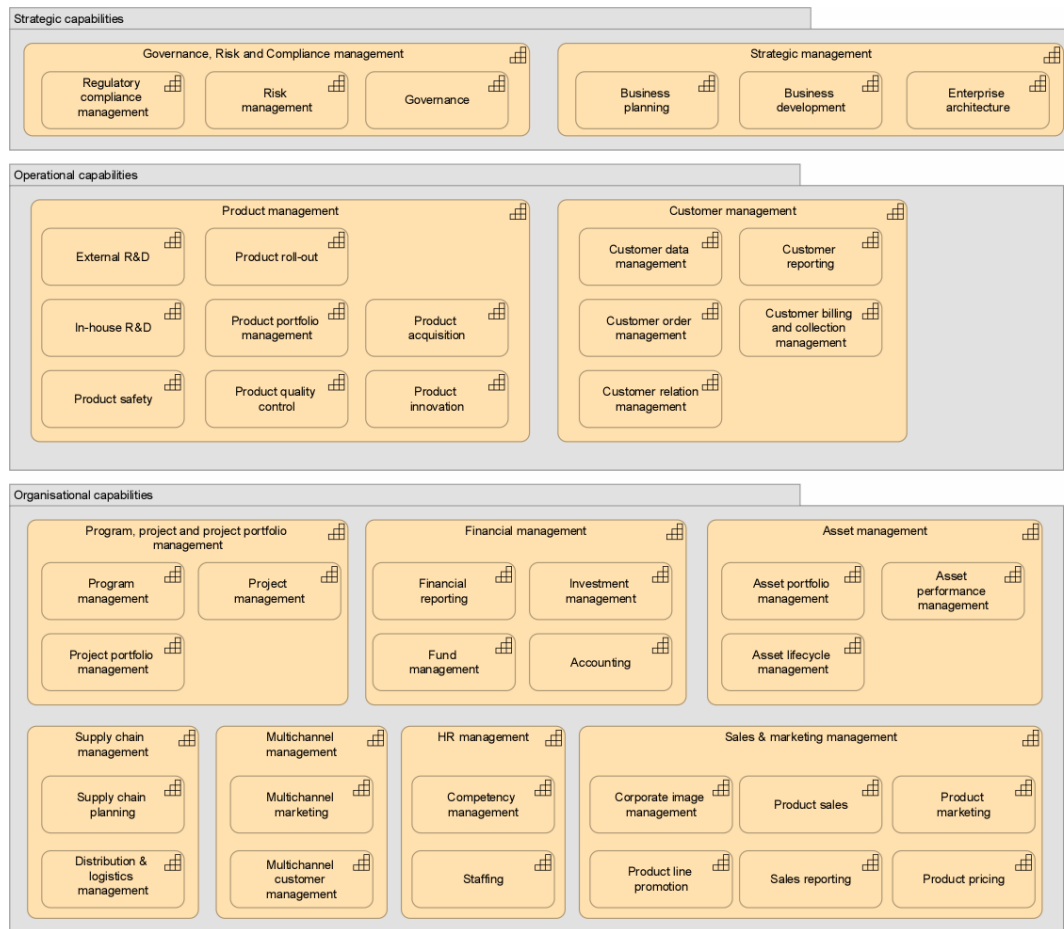 Strategic capabilities
Governance, Risk and Compliance management
Regulatory
compliance
management
Risk
management
Governance
Strategic management
Business
planning
Business
development
Enterprise
architecture
Operational capabilities
Product management
External R&D
Product roll-out
In-house R&D
Product portfolio
management
Product
acquisition
Product safety
Product quality
control
Product
innovation
Customer management
Customer data
management
Customer
reporting
Customer order
management
Customer billing
and collection
management
Customer relation
management
Organisational capabilities
Program, project and project portfolio
management
Program
management
Project
management
Project portfolio
management
Financial management
Financial
reporting
Investment
management
Fund
management
Accounting
Asset management
Asset portfolio
management
Asset
performance
management
Asset lifecycle
management
Supply chain
management
Supply chain
planning
Distribution &
logistics
management
Multichannel
management
Multichannel
marketing
Multichannel
customer
management
HR management
Competency
management
Staffing
Sales & marketing management
Corporate image
management
Product sales
Product
marketing
Product line
promotion
Sales reporting
Product pricing